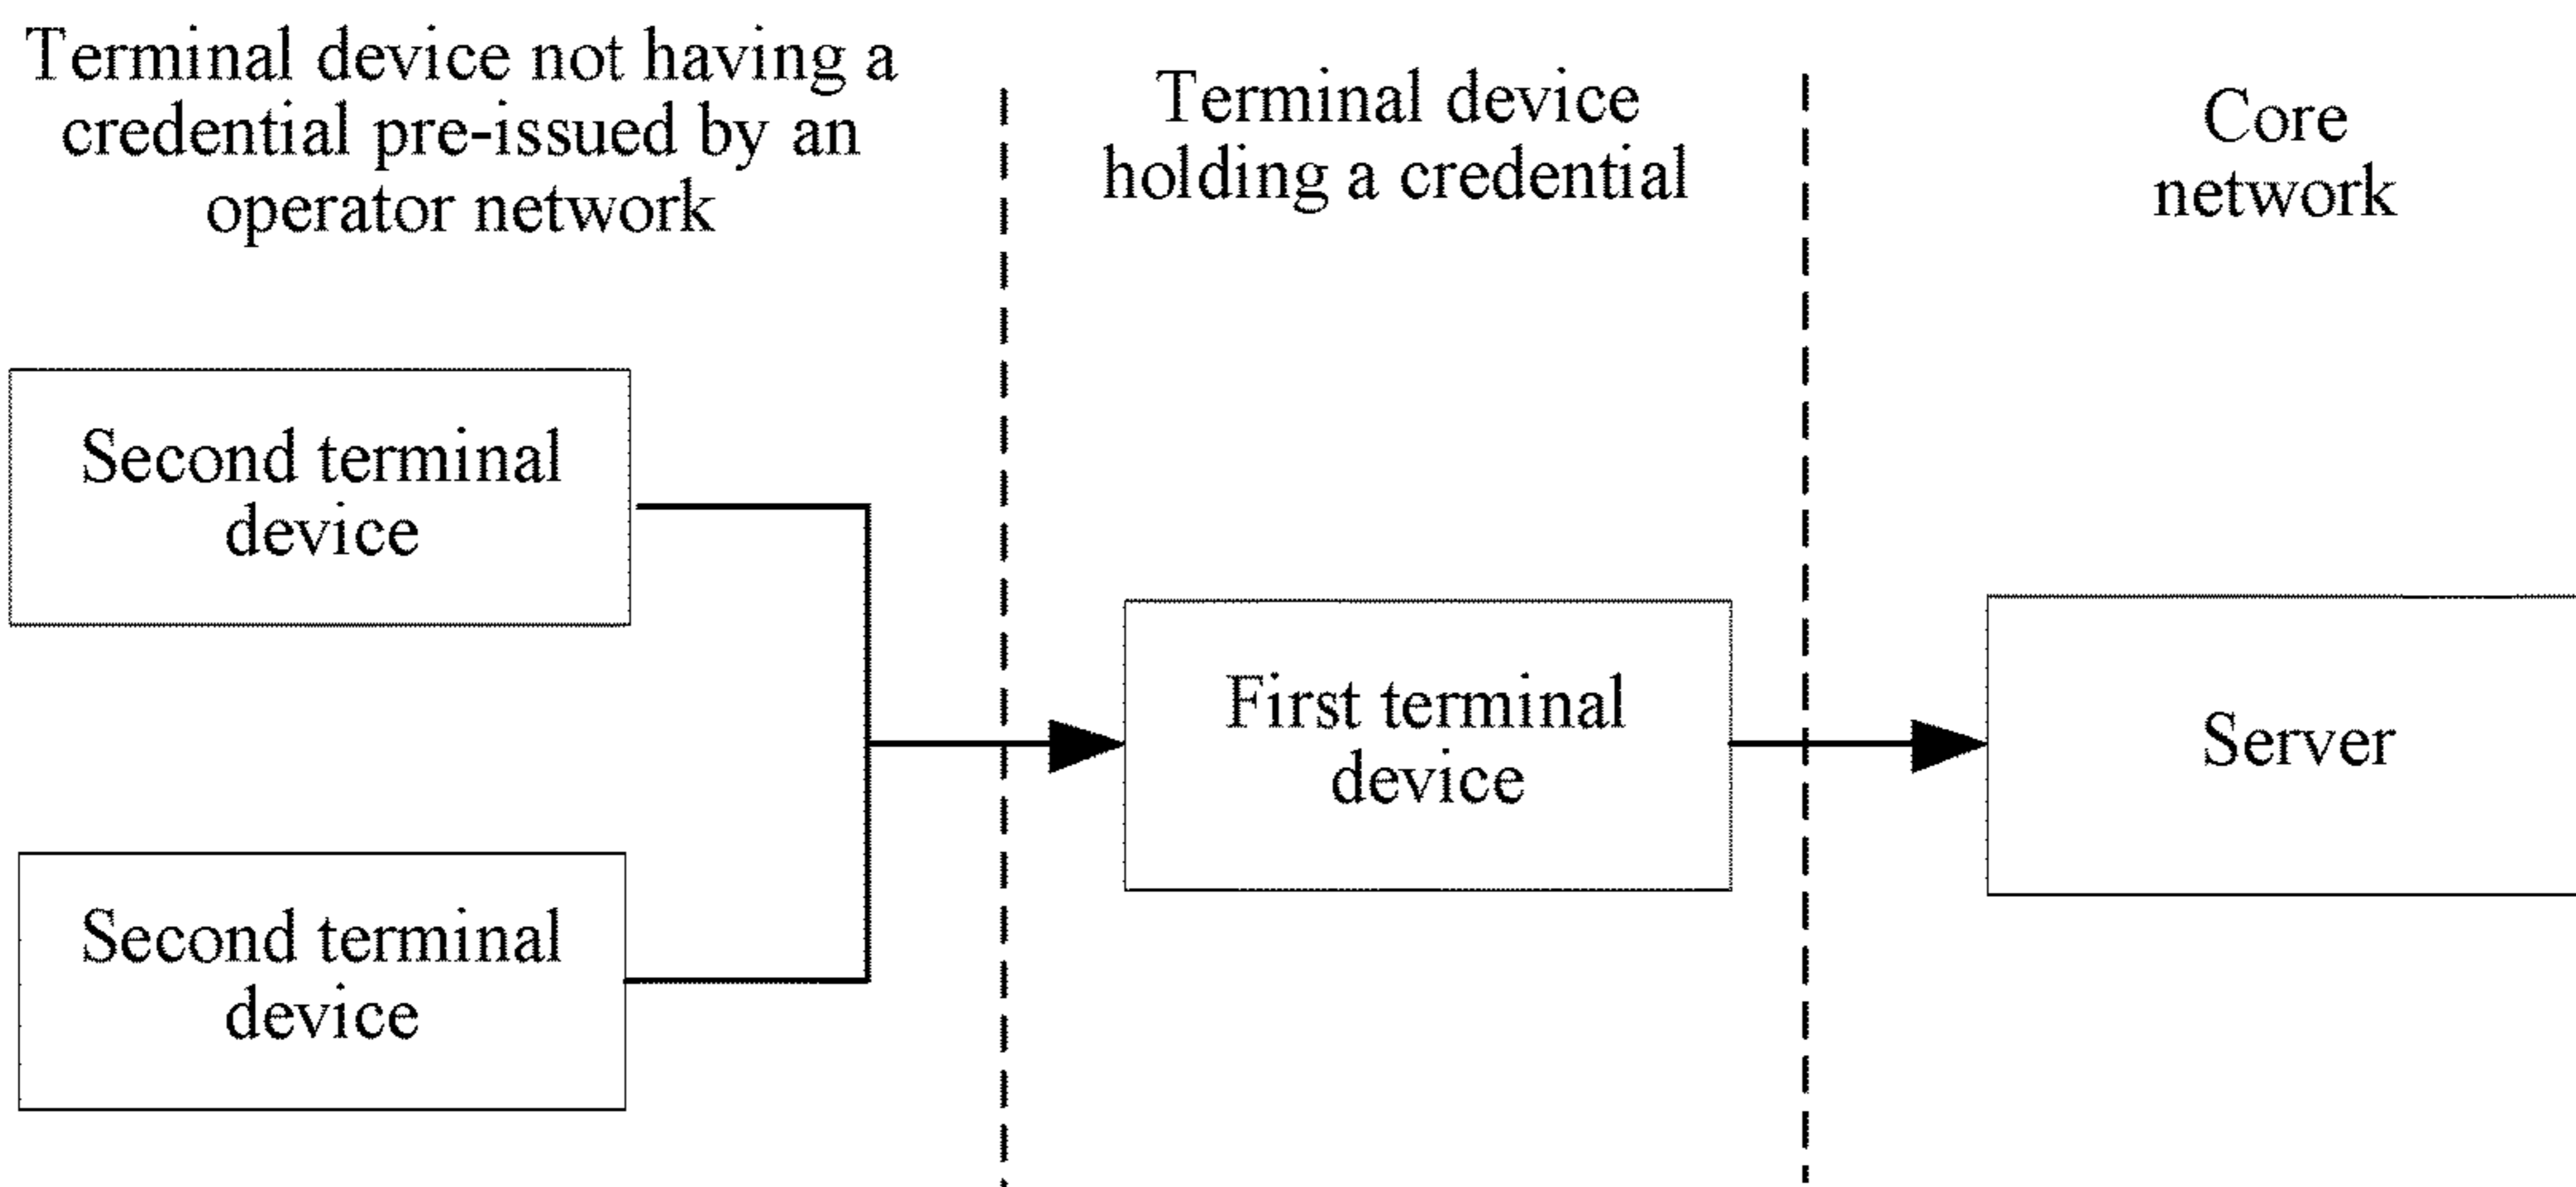 Terminal device not having a
credential pre-issued by an
operator network
Terminal device
holding a credential
Core
network
Second terminal
device
Second terminal
device
First terminal
device
Server